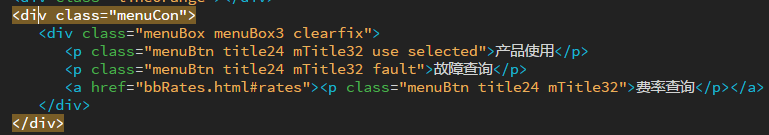 <div class="menuCon">
<div class="menuBox menuBox3 clearfix">
<p class="menuBtn title24 mTitle32 use selected">产品使用</p>
<p class="menuBtn title24 mTitle32 fault">故障查询</p>
<a href="bbRates.html#rates"><p class="menuBtn title24 mTitle32">费率查询</p></a>
</div>
</div>